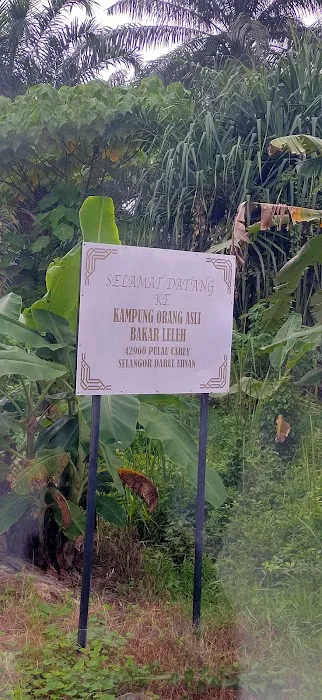 SELAMAT DATANG
KE
KAMPUNG ORANG ASLI
BAKAR LELEH
42960 PULAU CAREY
SELANGOR DARUL EHSAN